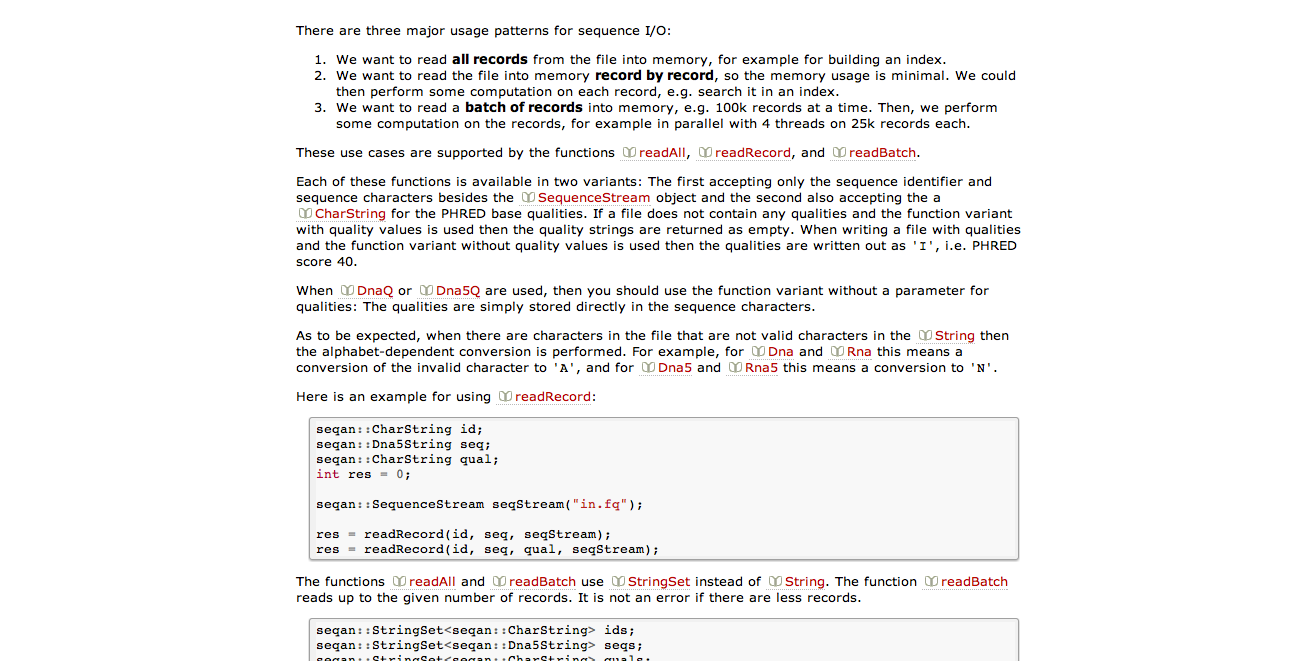 There are three major usage patterns for sequence I/O:
1. We want to read all records from the file into memory, for example for building an index.
2. We want to read the file into memory record by record, so the memory usage is minimal. We could
then perform some computation on each record, e.g. search it in an index.
3. We want to read a batch of records into memory, e.g. 100k records at a time. Then, we perform
some computation on the records, for example in parallel with 4 threads on 25k records each.
These use cases are supported by the functions readAll, readRecord, and readBatch.
Each of these functions is available in two variants: The first accepting only the sequence identifier and
sequence characters besides the SequenceStream object and the second also accepting the a
CharString for the PHRED base qualities. If a file does not contain any qualities and the function variant
with quality values is used then the quality strings are returned as empty. When writing a file with qualities
and the function variant without quality values is used then the qualities are written out as 'I', i.e. PHRED
score 40.
When DnaQ or Dna5Q are used, then you should use the function variant without a parameter for
qualities: The qualities are simply stored directly in the sequence characters.
As to be expected, when there are characters in the file that are not valid characters in the String then
the alphabet-dependent conversion is performed. For example, for Dna and Rna this means a
conversion of the invalid character to 'A', and for Dna5 and Rna5 this means a conversion to 'N'.
Here is an example for using readRecord:
seqan::CharString id;
seqan::Dna5String seq;
seqan::CharString qual;
int res = 0;
seqan::SequenceStream seqStream("in.fq");
res = readRecord(id, seq, seqStream);
res = readRecord(id, seq, qual, seqStream);
The functions readAll and readBatch use StringSet instead of String. The function readBatch
reads up to the given number of records. It is not an error if there are less records.
seqan::StringSet<seqan::CharString> ids;
seqan::StringSet<seqan::Dna5String> seqs;
seqan::StringSet<seqan::CharString> quals;